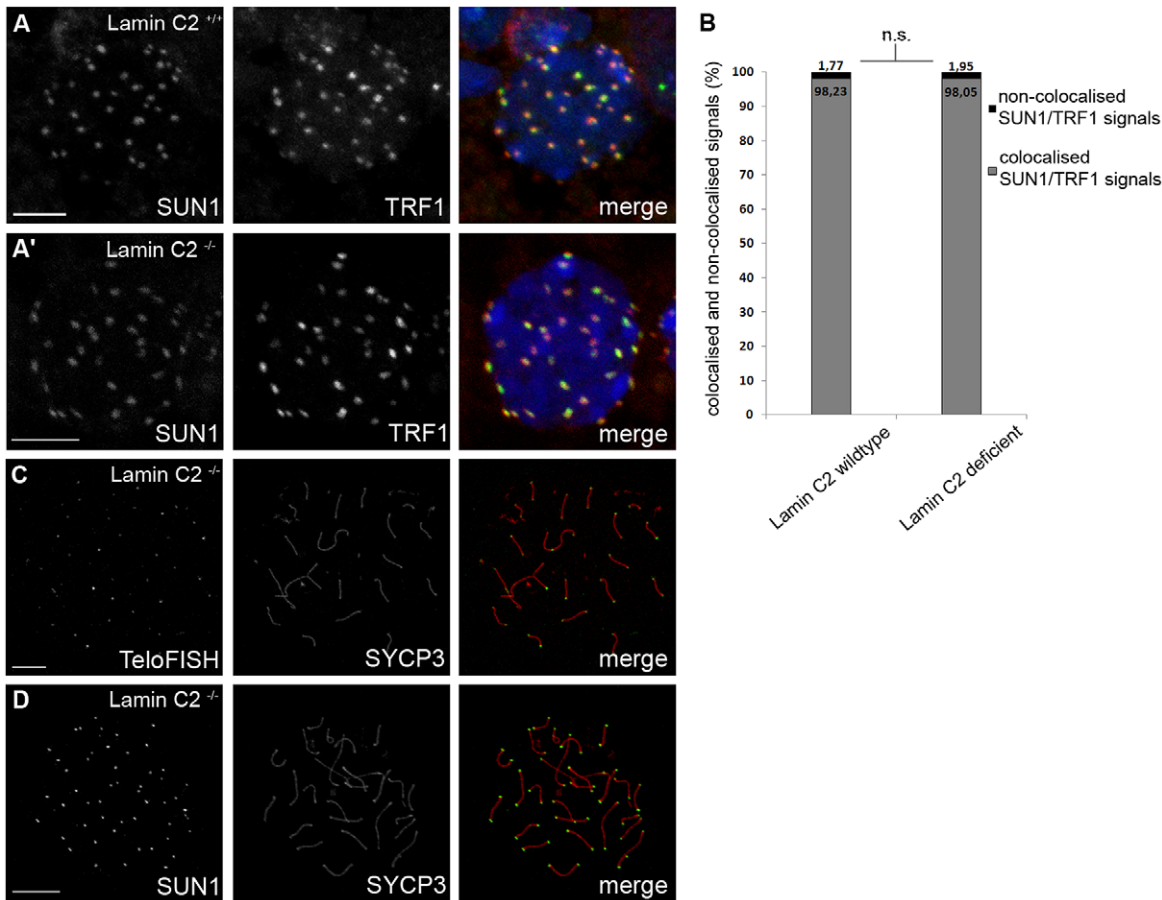 A
Lamin C2 +/+
SUN1
TRF1
merge
A'
Lamin C2 -/-
SUN1
TRF1
merge
C
Lamin C2 -/-
TeloFISH
SYCP3
merge
D
Lamin C2 -/-
SUN1
SYCP3
merge
B
n.s.
colocalised and non-colocalised signals (%)
100
90
80
70
60
50
40
30
20
10
0
1,77
98,23
1,95
98,05
Lamin C2 wildtype
Lamin C2 deficient
non-colocalised
SUN1/TRF1 signals
colocalised
SUN1/TRF1 signals